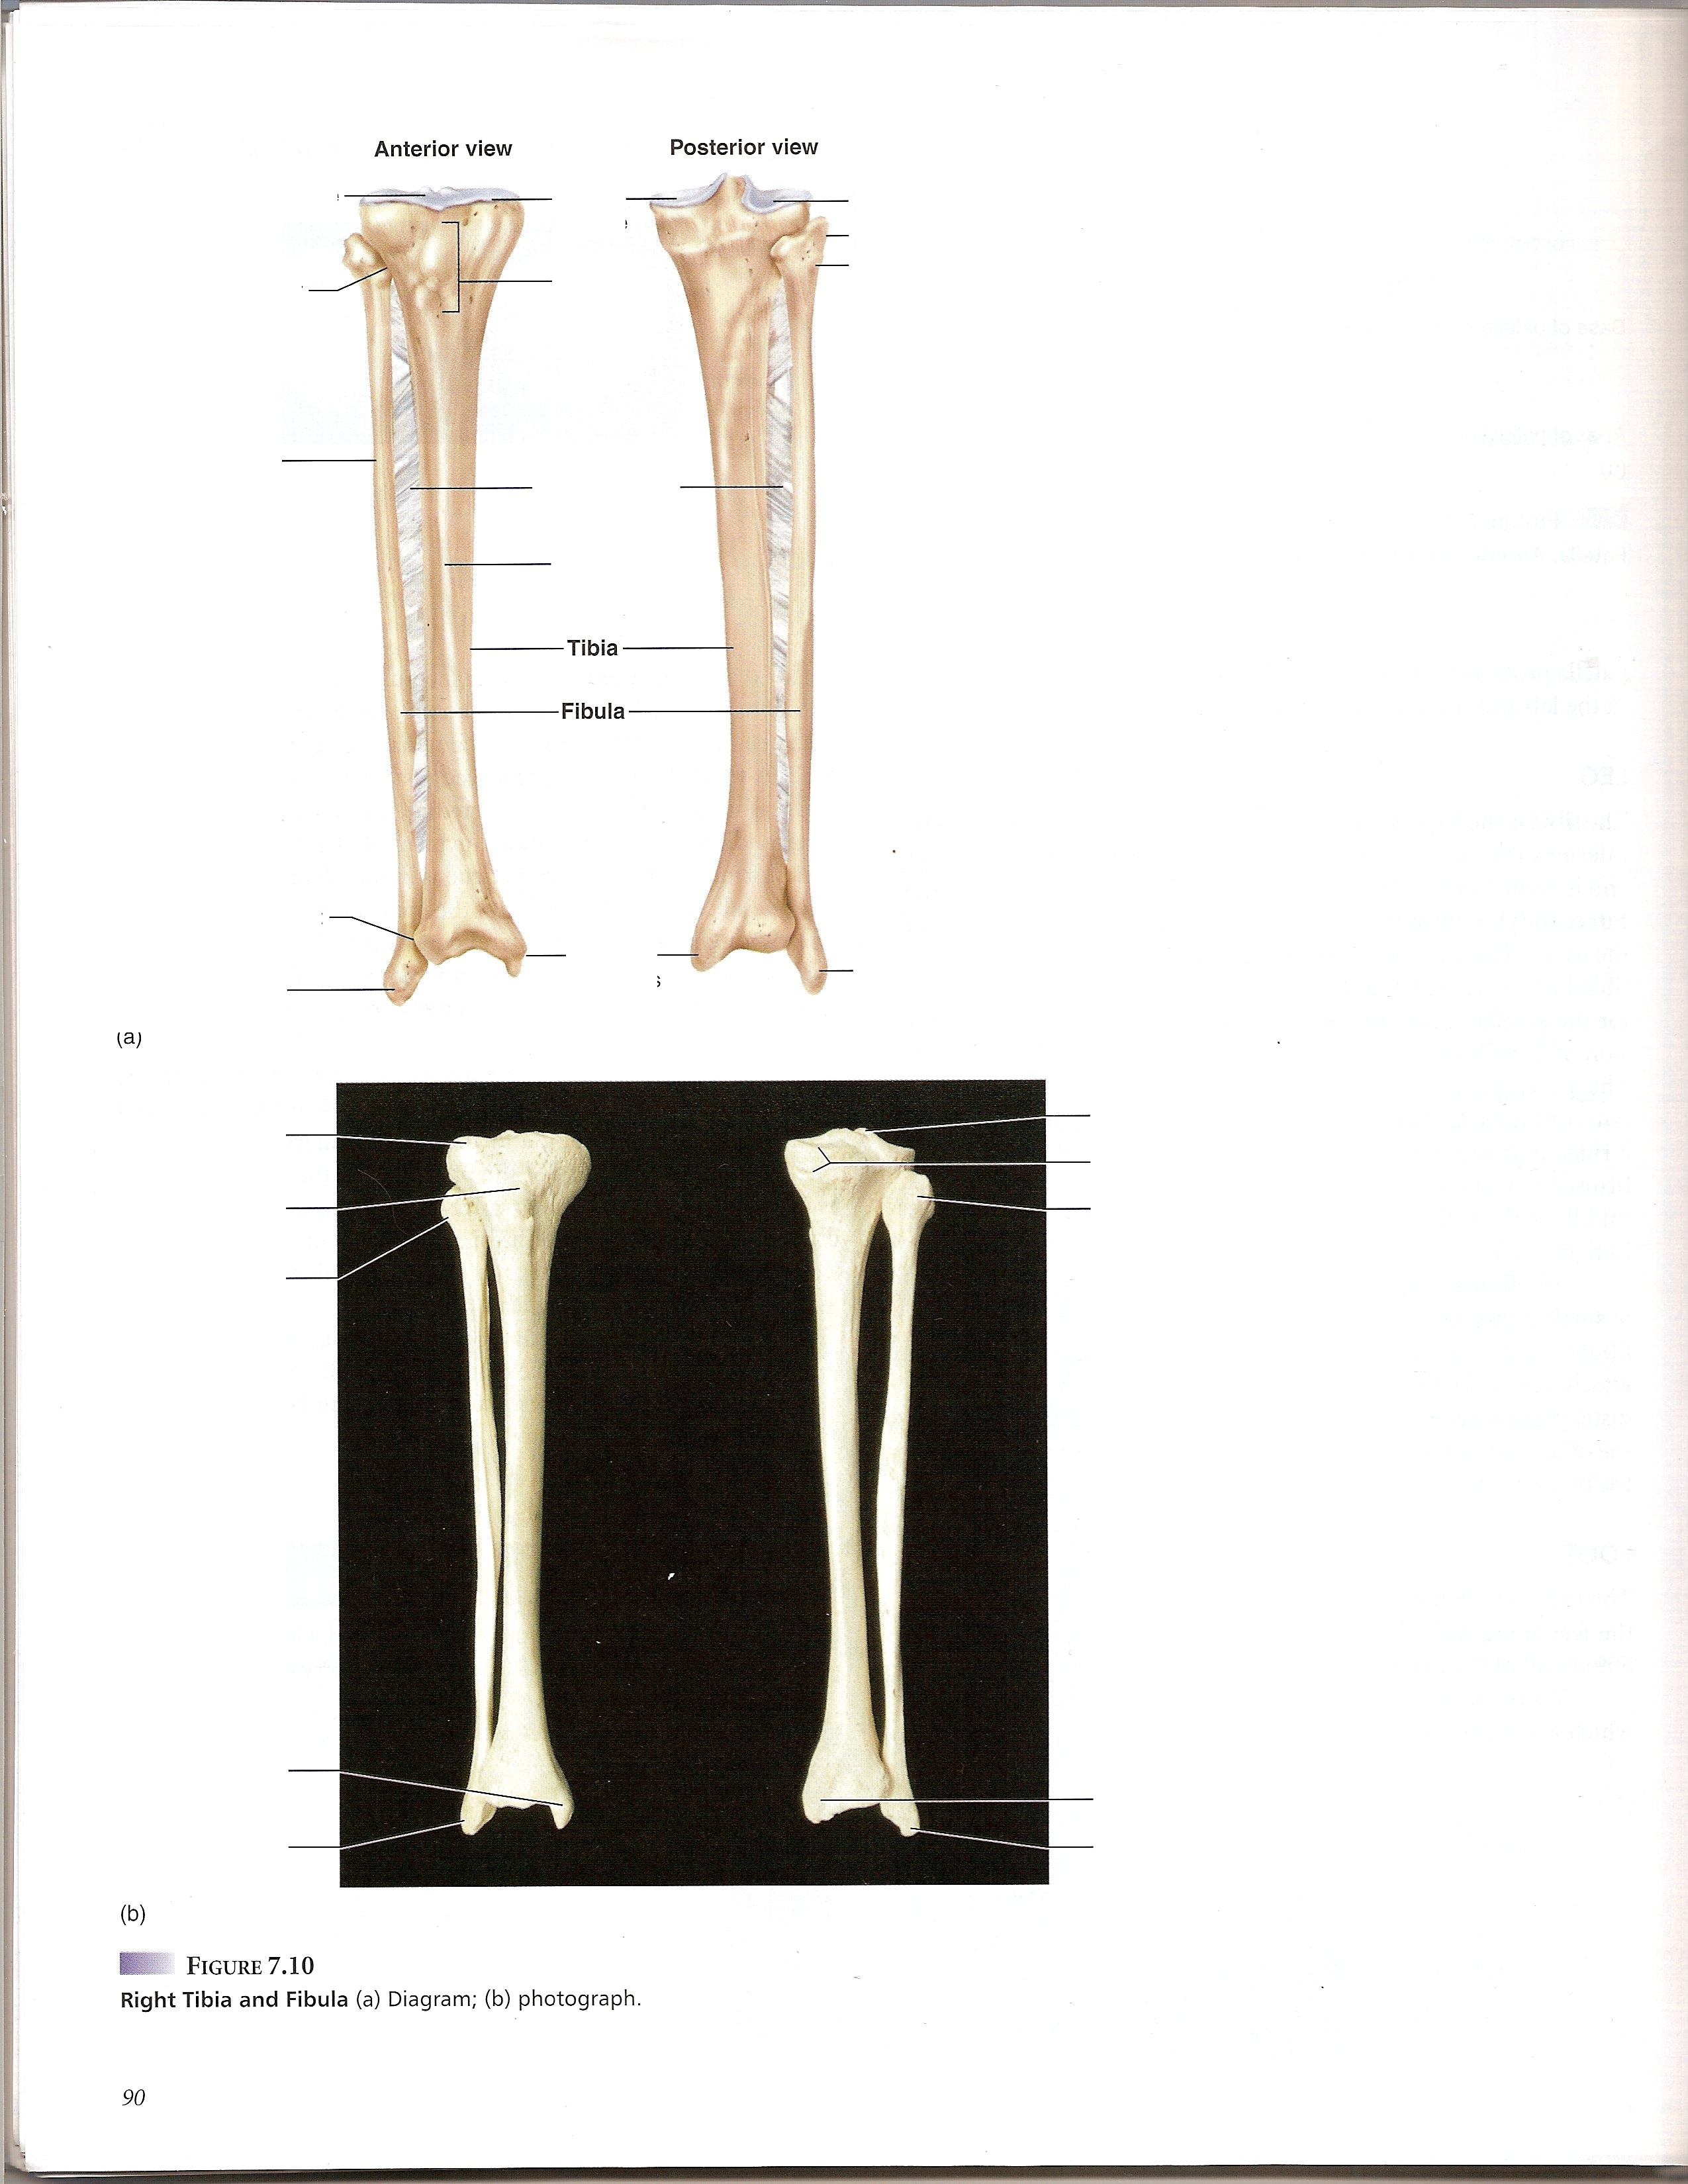 Anterior view
Posterior view
Tibia
Fibula
(a)
(b)
FIGURE 7.10
Right Tibia and Fibula (a) Diagram; (b) photograph.
90